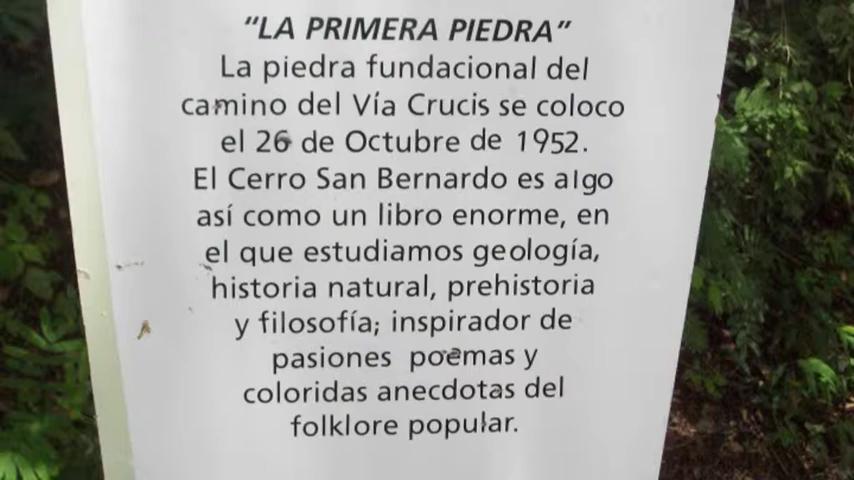 "LA PRIMERA PIEDRA"
La piedra fundacional del
camino del Vía Crucis se coloco
el 26 de Octubre de 1952.
El Cerro San Bernardo es algo
así como un libro enorme, en
el que estudiamos geología,
historia natural, prehistoria
y filosofía; inspirador de
pasiones poemas y
coloridas anecdotas del
folklore popular.